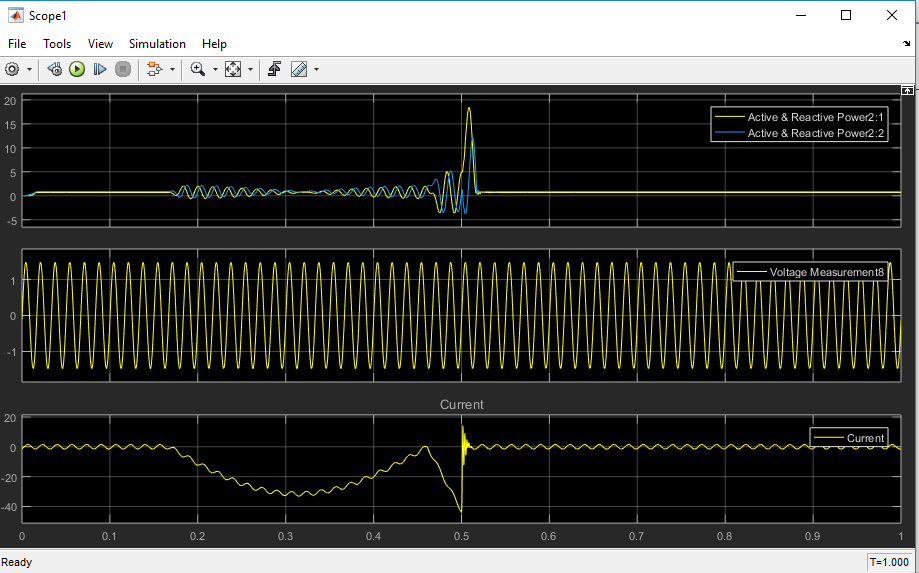 Scope1
File Tools View Simulation Help
20
15
10
5
0
-5
Active & Reactive Power2:1
Active & Reactive Power2:2
1
0
-1
Voltage Measurement8
Current
20
0
-20
-40
Current
0 0.1 0.2 0.3 0.4 0.5 0.6 0.7 0.8 0.9 1
Ready T=1.000